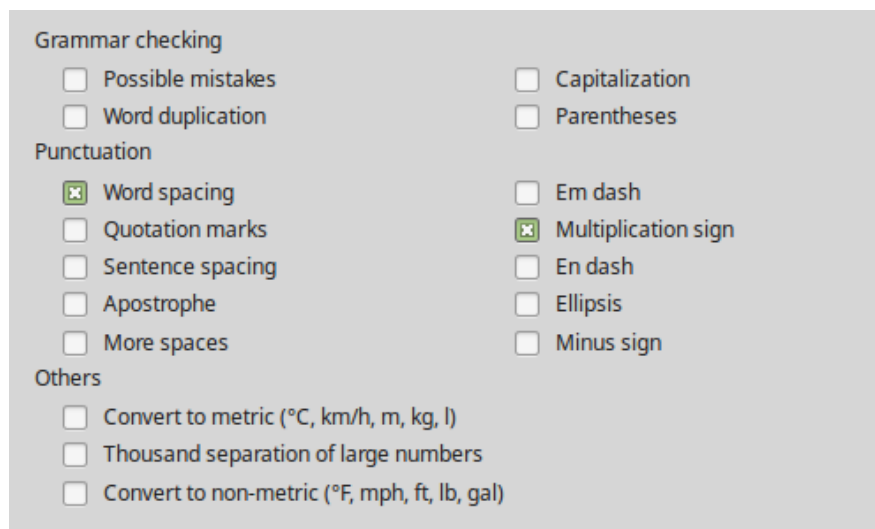 Grammar checking
Possible mistakes Capitalization
Word duplication Parentheses
Punctuation
Word spacing Em dash
Quotation marks Multiplication sign
Sentence spacing En dash
Apostrophe Ellipsis
More spaces Minus sign
Others
Convert to metric (°C, km/h, m, kg, l)
Thousand separation of large numbers
Convert to non-metric (°F, mph, ft, lb, gal)